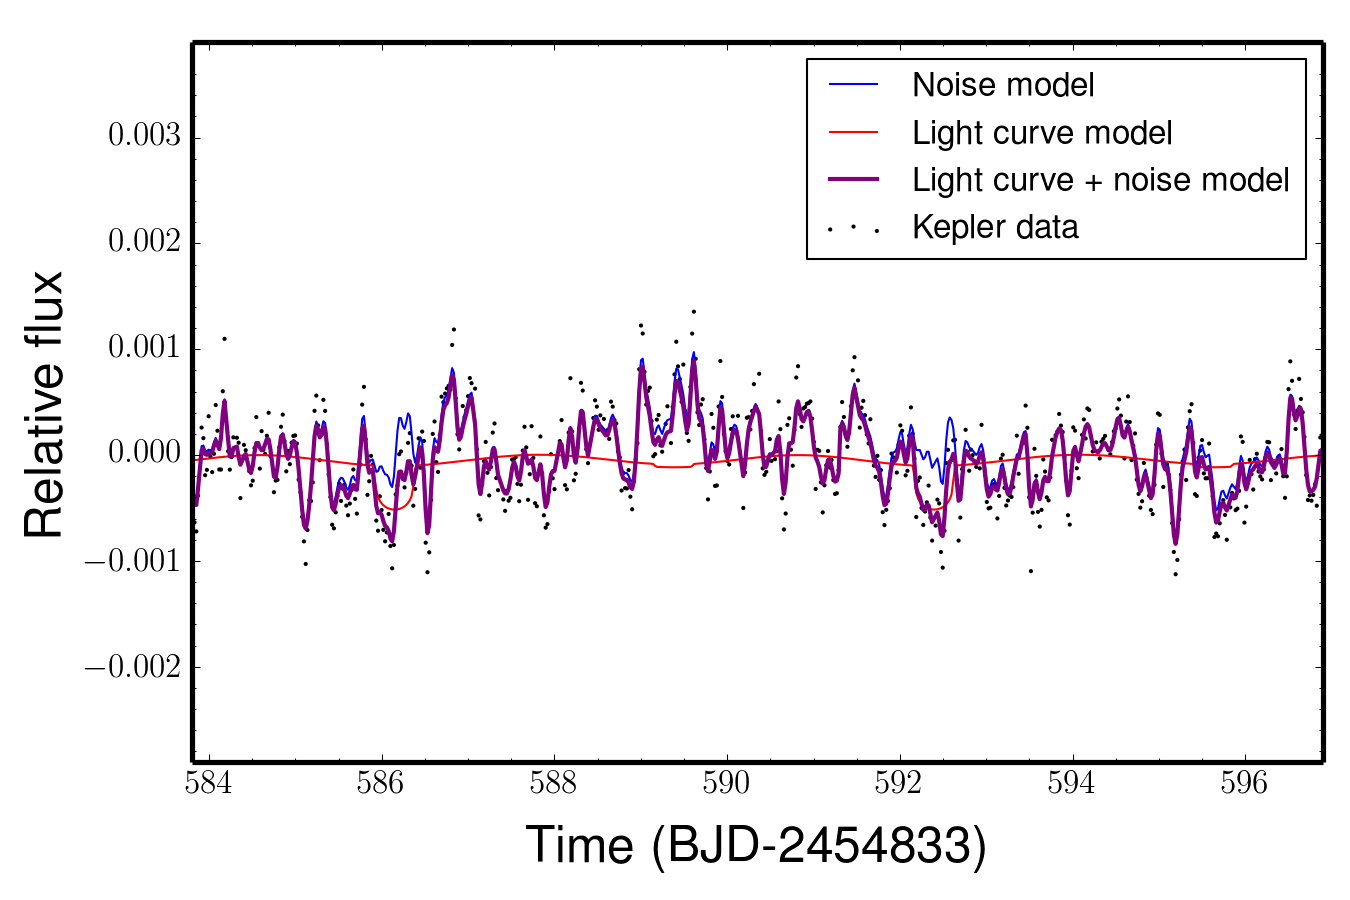 Noise model
Light curve model
Light curve + noise model
Kepler data
Relative flux
0.003
0.002
0.001
0.000
−0.001
−0.002
584 586 588 590 592 594 596
Time (BJD-2454833)